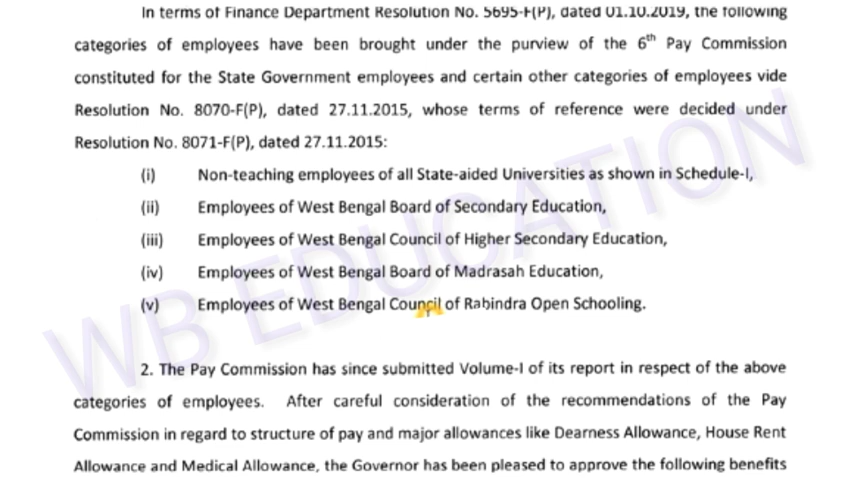 In terms of Finance Department Resolution No. 5695-F(P), dated 01.10.2019, the following
categories of employees have been brought under the purview of the 6th Pay Commission
constituted for the State Government employees and certain other categories of employees vide
Resolution No. 8070-F(P), dated 27.11.2015, whose terms of reference were decided under
Resolution No. 8071-F(P), dated 27.11.2015:
(i) Non-teaching employees of all State-aided Universities as shown in Schedule-I,
(ii) Employees of West Bengal Board of Secondary Education,
(iii) Employees of West Bengal Council of Higher Secondary Education,
(iv) Employees of West Bengal Board of Madrasah Education,
(v) Employees of West Bengal Council of Rabindra Open Schooling.
2. The Pay Commission has since submitted Volume-I of its report in respect of the above
categories of employees. After careful consideration of the recommendations of the Pay
Commission in regard to structure of pay and major allowances like Dearness Allowance, House Rent
Allowance and Medical Allowance, the Governor has been pleased to approve the following benefits
WB EDUCATION